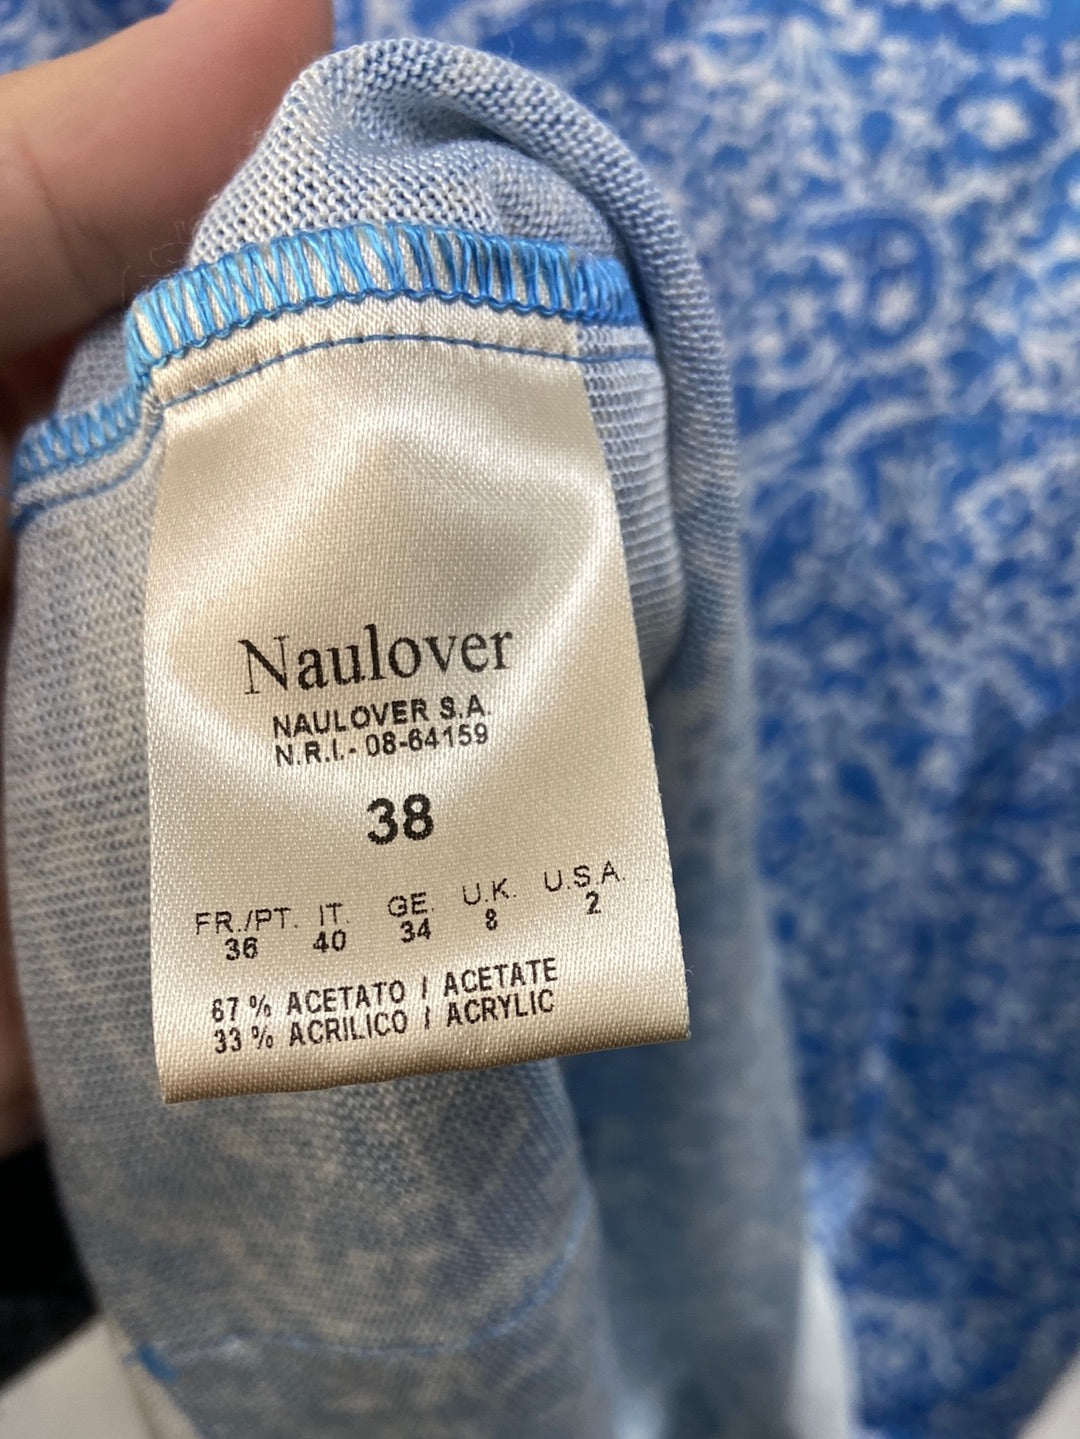 Naulover
NAULOVER S.A.
N.R.I.- 08-64159
38
FR./PT. IT. GE. U.K. U.S.A.
36 40 34 8 2
67 % ACETATO / ACETATE
33 % ACRILICO / ACRYLIC